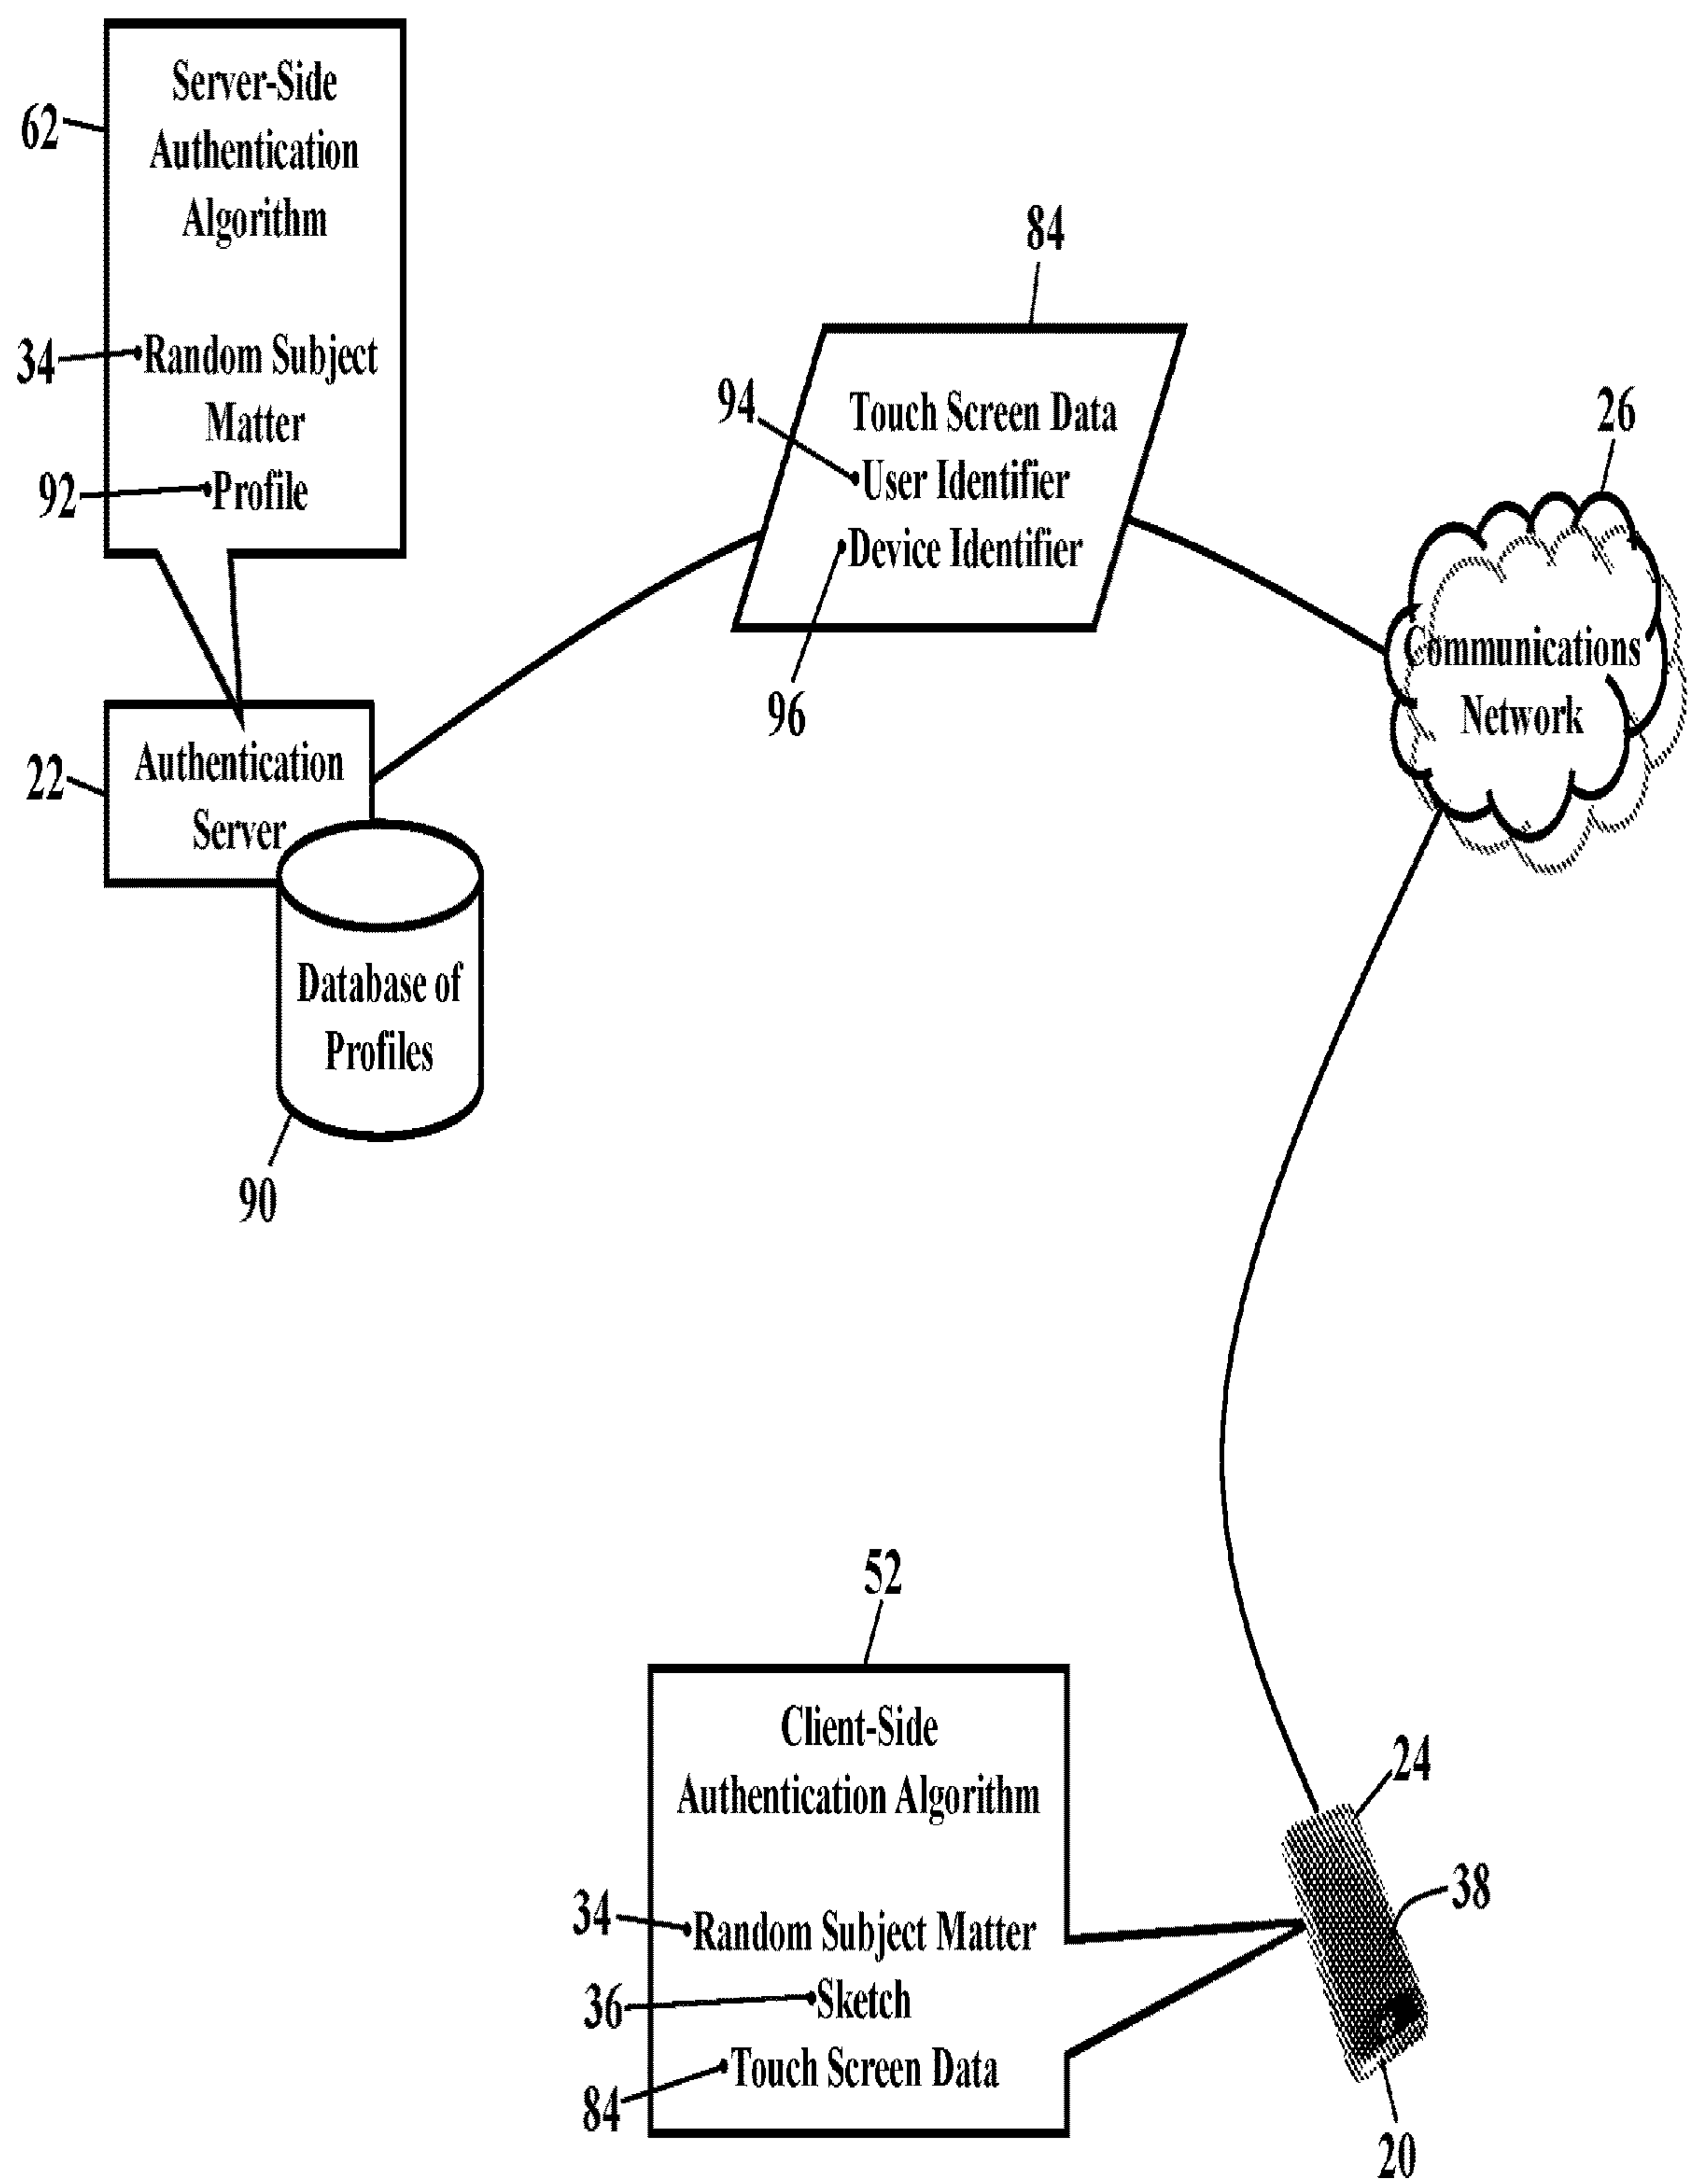 Server-Side
Authentication
Algorithm
62
34
•Random Subject
Matter
92
•Profile
22
Authentication
Server
Database of
Profiles
90
84
94
Touch Screen Data
•User Identifier
•Device Identifier
96
26
Communications
Network
52
Client-Side
Authentication Algorithm
34
•Random Subject Matter
36
•Sketch
•Touch Screen Data
84
24
38
20